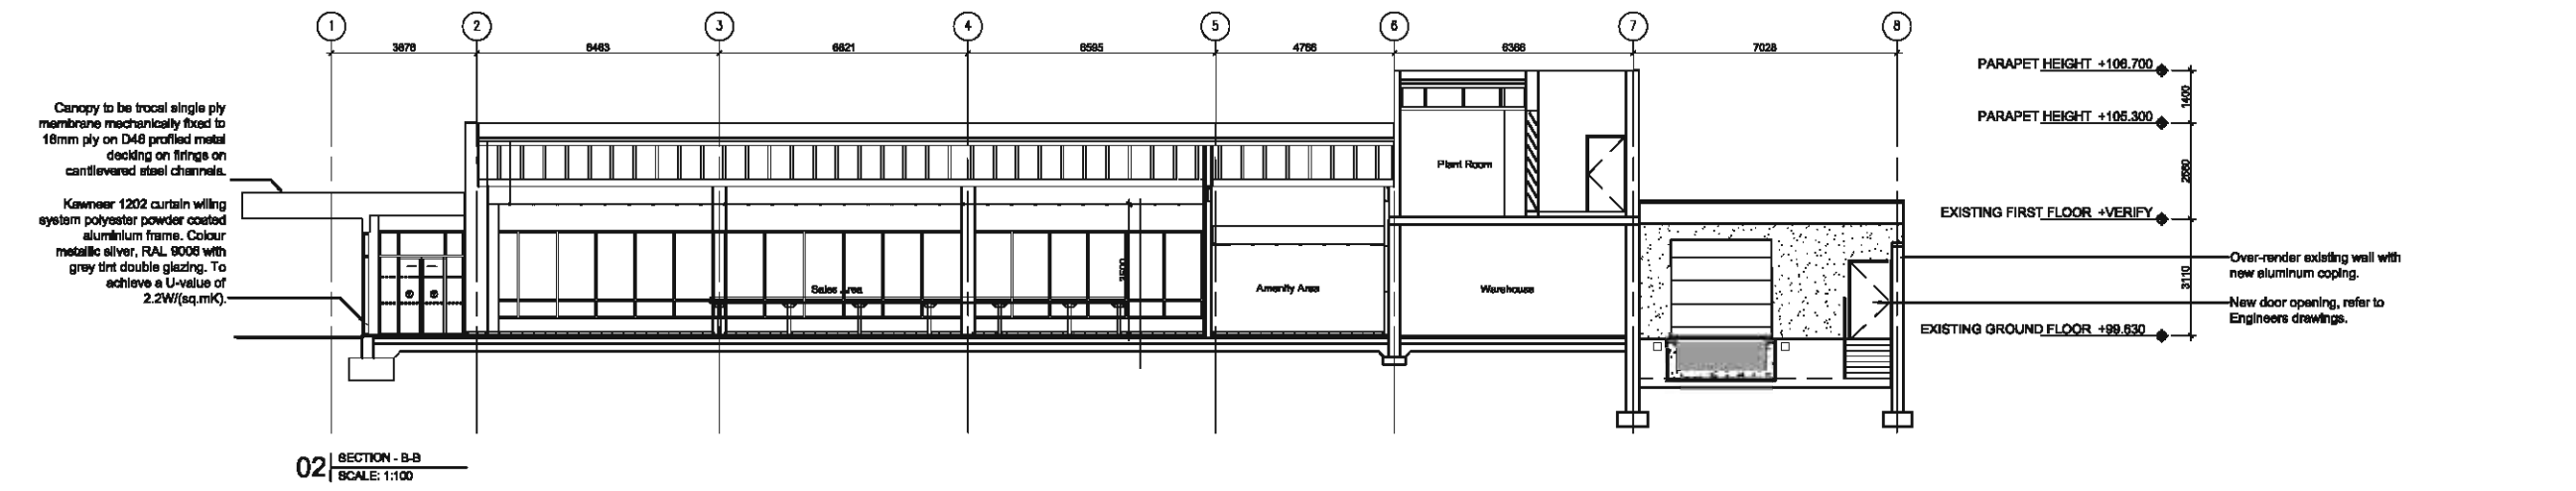 1 2 3 4 5 6 7 8
3876 6463 6621 6595 4766 6366 7028
PARAPET HEIGHT +106.700
1400
PARAPET HEIGHT +105.300
Canopy to be trocal single ply
membrane mechanically fixed to
18mm ply on D46 profiled metal
decking on firings on
cantilevered steel channels.
Plant Room
Kawneer 1202 curtain willing
system polyester powder coated
aluminium frame. Colour
metallic silver, RAL 9006 with
grey tint double glazing. To
achieve a U-value of
2.2W/(sq.mK).
EXISTING FIRST FLOOR +VERIFY
3110
Over-render existing wall with
new aluminum coping.
Sales Area
Amenity Area
Warehouse
New door opening, refer to
Engineers drawings.
EXISTING GROUND FLOOR +99.630
02
SECTION - B-B
SCALE: 1:100